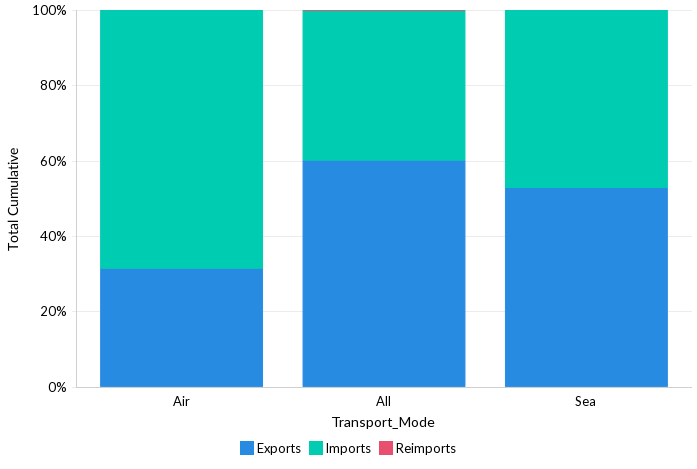 100%
80%
60%
40%
20%
0%
Total Cumulative
Air All Sea
Transport_Mode
Exports Imports Reimports